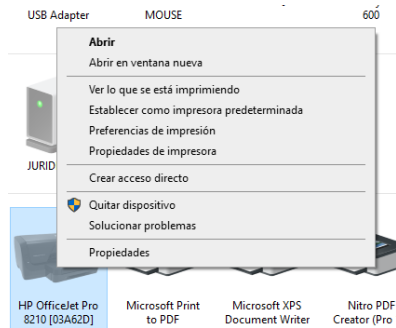 USB Adapter MOUSE 600
Abrir
Abrir en ventana nueva
Ver lo que se está imprimiendo
Establecer como impresora predeterminada
Preferencias de impresión
Propiedades de impresora
JURID
Crear acceso directo
Quitar dispositivo
Solucionar problemas
Propiedades
HP OfficeJet Pro Microsoft Print Microsoft XPS Nitro PDF
8210 [03A62D] to PDF Document Writer Creator (Pro